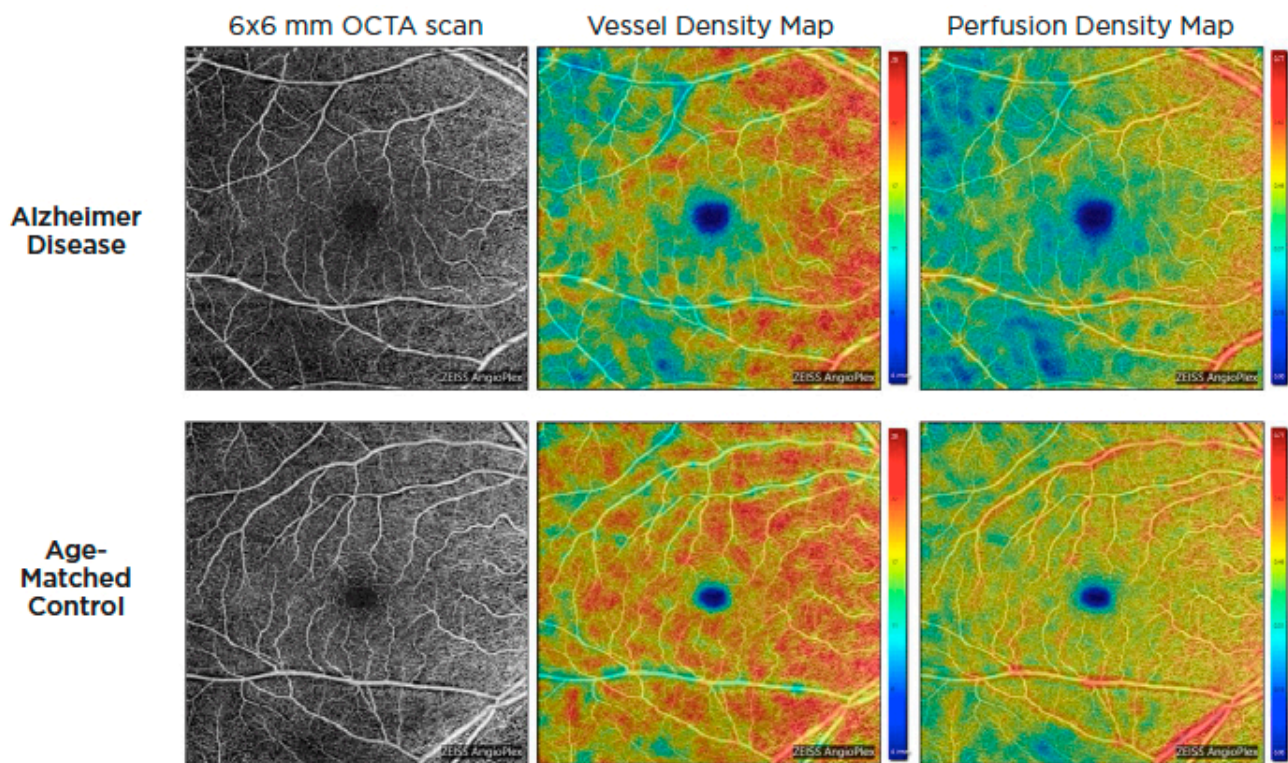 6x6 mm OCTA scan
Vessel Density Map
Perfusion Density Map
Alzheimer
Disease
ZEISS AngioPlex
ZEISS AngioPlex
ZEISS AngioPlex
Age-
Matched
Control
ZEISS AngioPlex
ZEISS AngioPlex
ZEISS AngioPlex